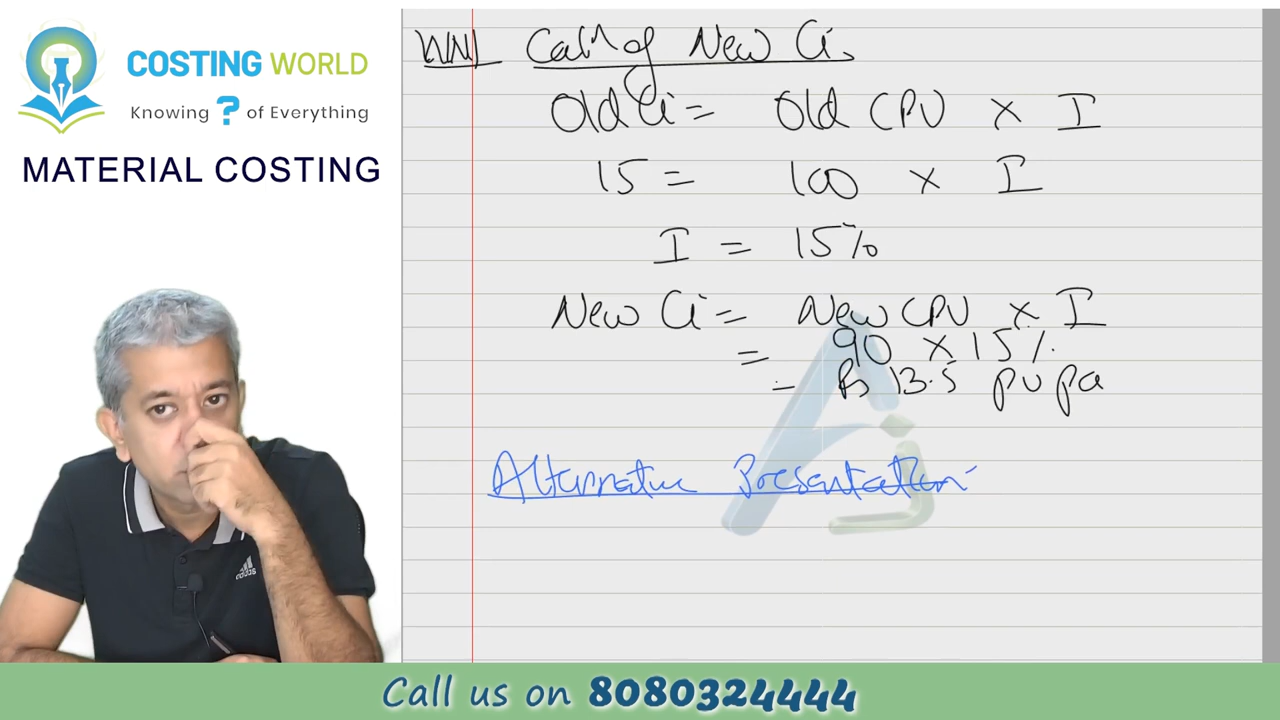 COSTING WORLD
Knowing ? of Everything
MATERIAL COSTING
WN1 Caln of New Ci
Old Ci = Old CPU × I
15 = 100 × I
I = 15%
New Ci = New CPU × I
= 90 × 15%
= Rs 13.5 pu pa
Alternative Presentation
adidas
Call us on 8080324444